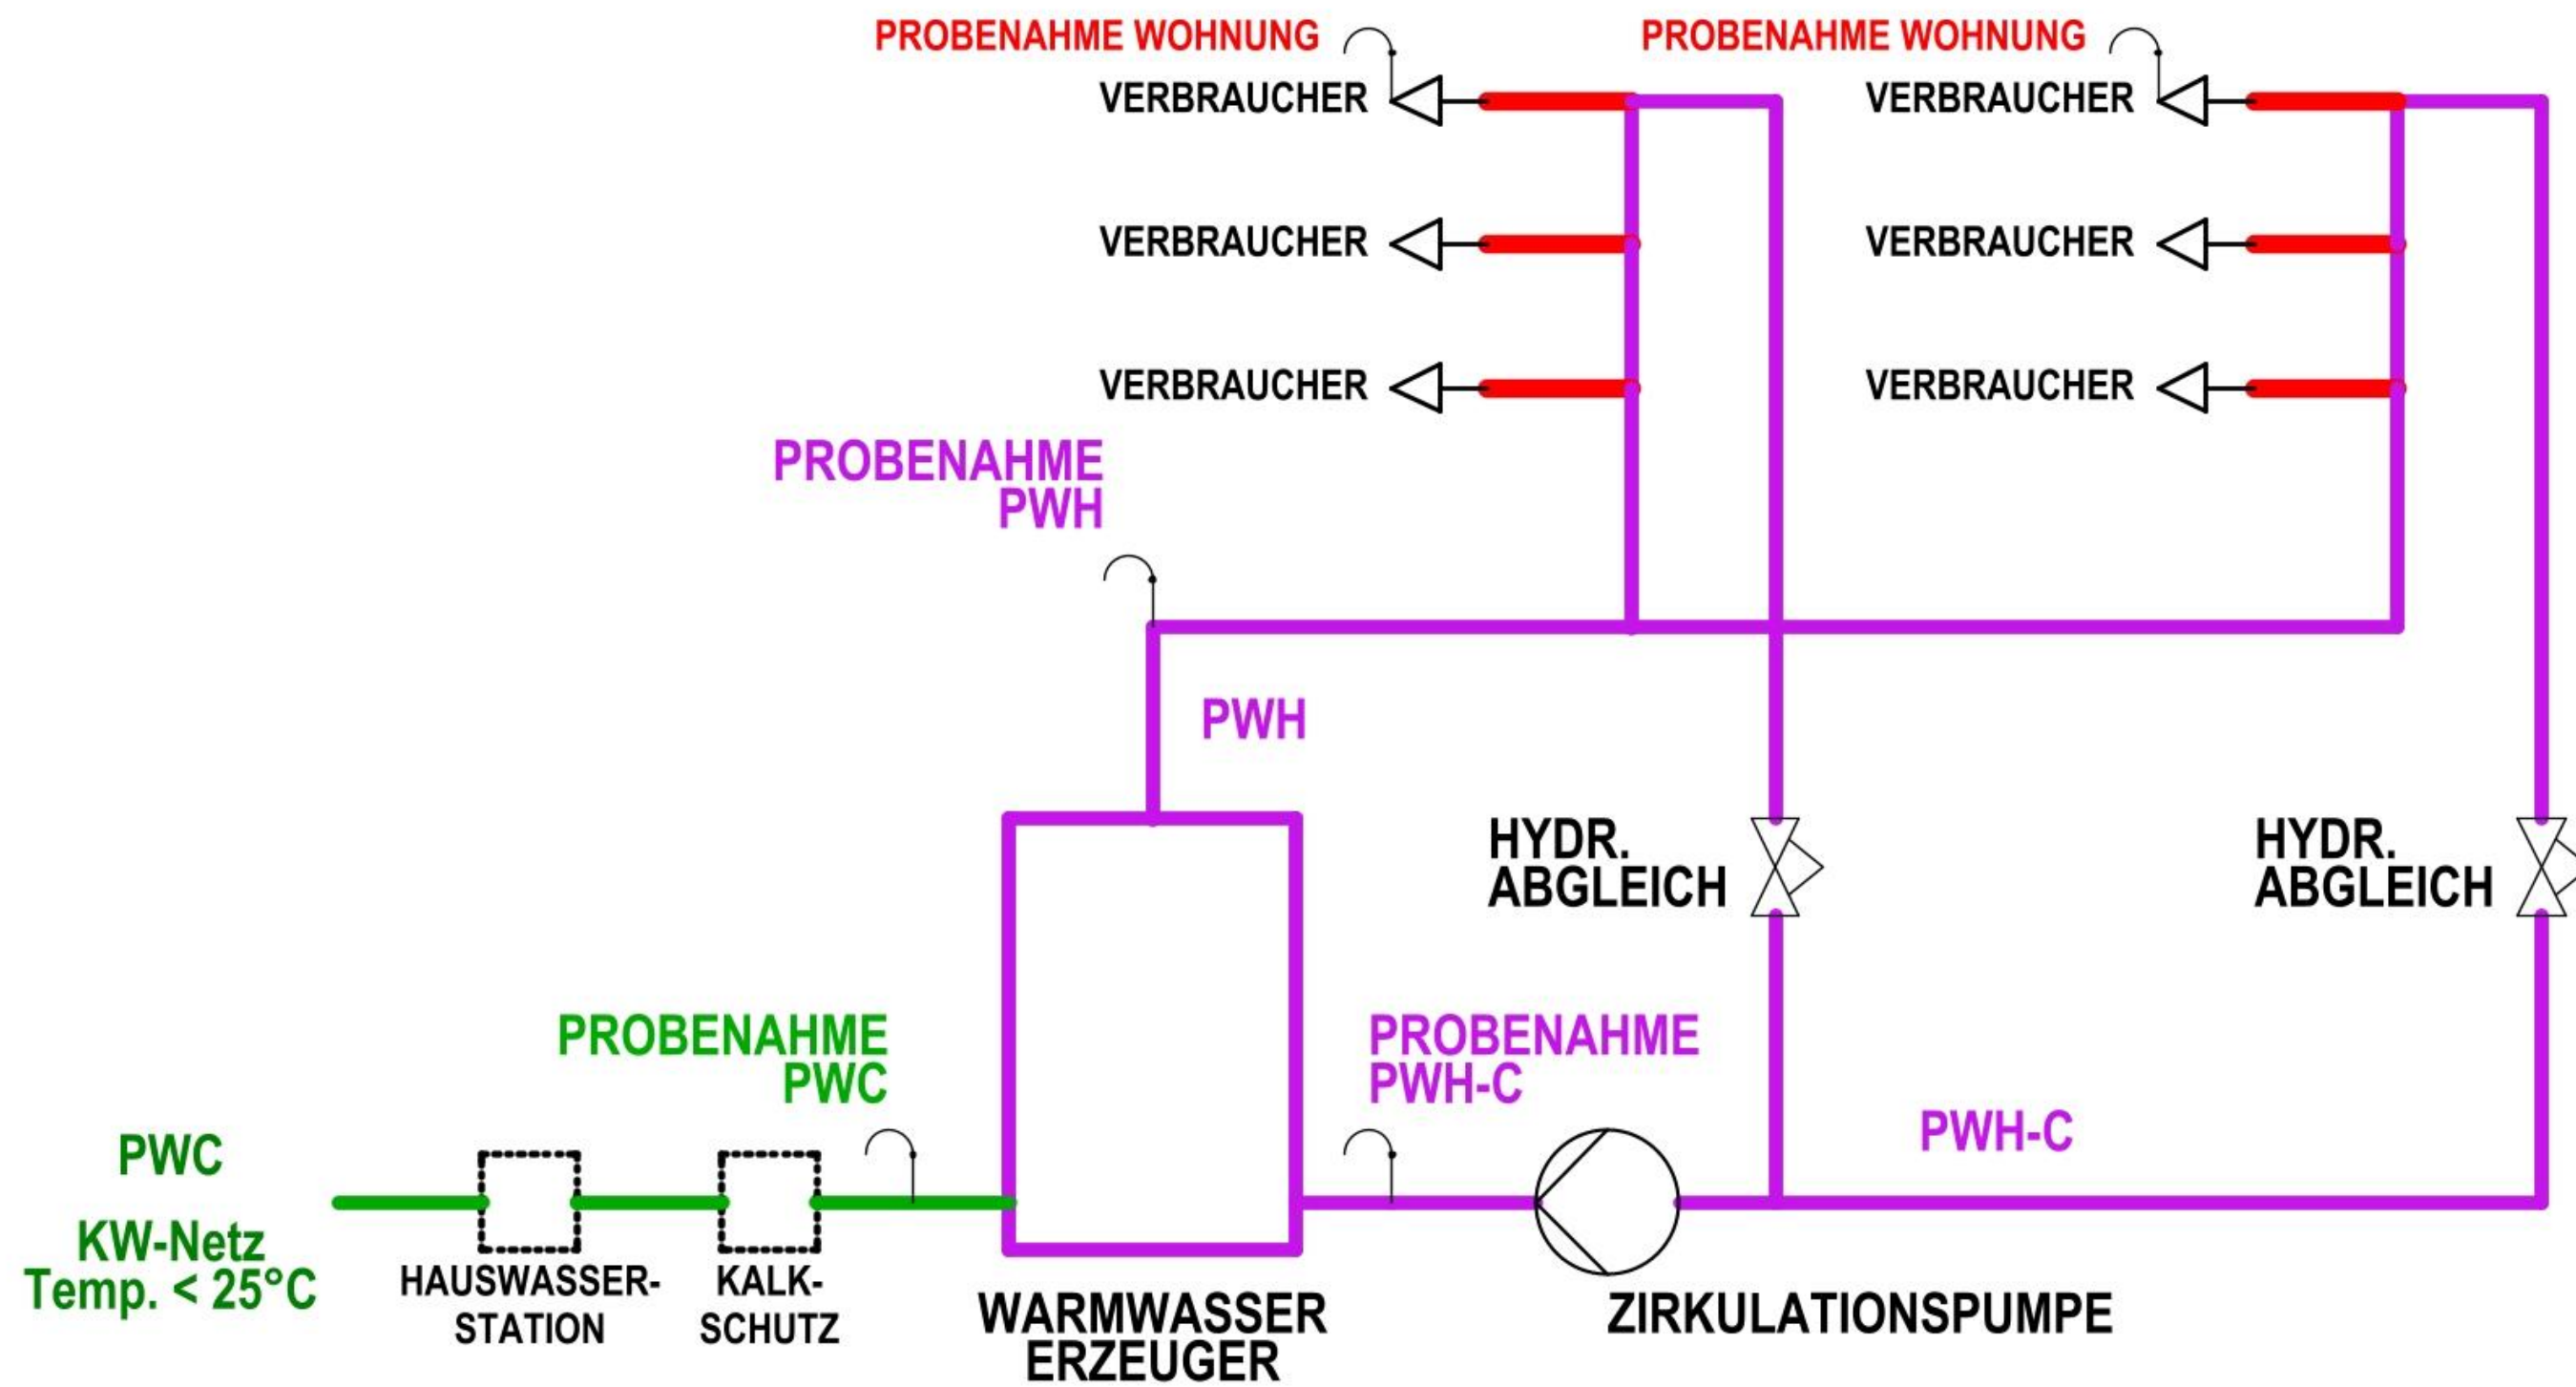 PROBENAHME WOHNUNG
PROBENAHME WOHNUNG
VERBRAUCHER
VERBRAUCHER
VERBRAUCHER
VERBRAUCHER
VERBRAUCHER
VERBRAUCHER
PROBENAHME
PWH
PWH
HYDR.
ABGLEICH
HYDR.
ABGLEICH
PROBENAHME
PWC
PROBENAHME
PWH-C
PWH-C
PWC
KW-Netz
Temp. < 25°C
HAUSWASSER-
STATION
KALK-
SCHUTZ
WARMWASSER
ERZEUGER
ZIRKULATIONSPUMPE